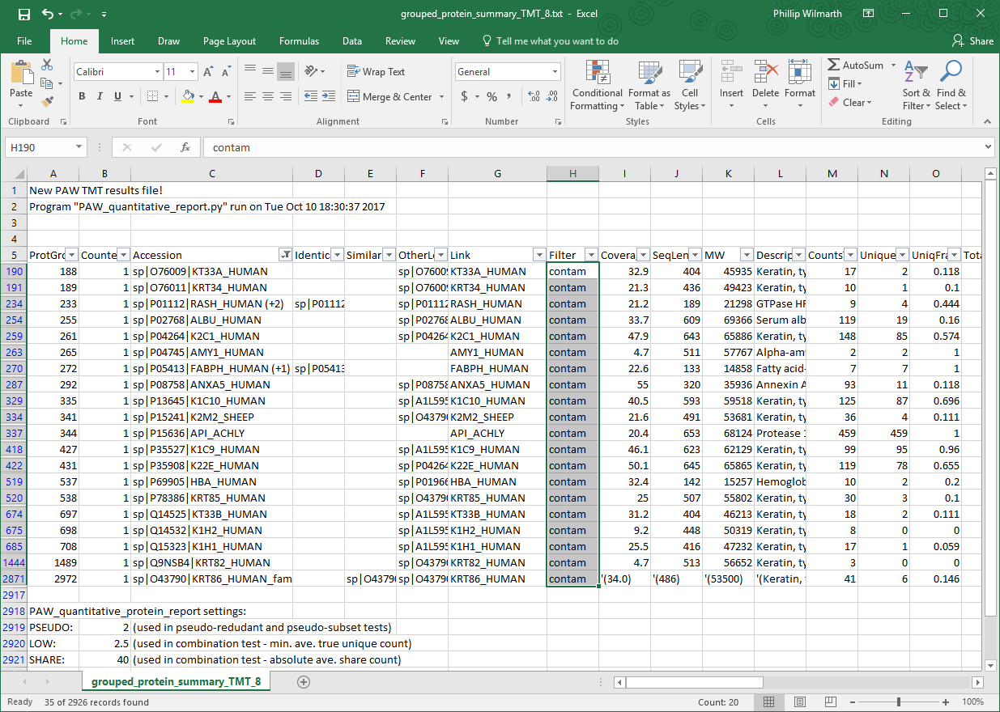 grouped_protein_summary_TMT_8.txt - Excel
Phillip Wilmarth
File Home Insert Draw Page Layout Formulas Data Review View Tell me what you want to do Share
Calibri 11 Wrap Text General AutoSum
Paste Conditional Format as Cell Insert Delete Format Fill Sort & Find &
B I U A Merge & Center $ % , Formatting Table Styles Clear Filter Select
Clipboard Font Alignment Number Styles Cells Editing
H190 fx contam
A B C D E F G H I J K L M N O
1 New PAW TMT results file!
2 Program "PAW_quantitative_report.py" run on Tue Oct 10 18:30:37 2017
3
4
5 ProtGro Counte Accession Identic Similar OtherLo Link Filter Covera SeqLen MW Descrip Counts Unique UniqFra Tota
190 188 1 sp|O76009|KT33A_HUMAN sp|O7600 KT33A_HUMAN contam 32.9 404 45935 Keratin, ty 17 2 0.118
191 189 1 sp|O76011|KRT34_HUMAN sp|O7600 KRT34_HUMAN contam 21.3 436 49423 Keratin, ty 10 1 0.1
234 233 1 sp|P01112|RASH_HUMAN (+2) sp|P01112 sp|P01112 RASH_HUMAN contam 21.2 189 21298 GTPase HR 9 4 0.444
254 255 1 sp|P02768|ALBU_HUMAN sp|P02768 ALBU_HUMAN contam 33.7 609 69366 Serum alb 119 19 0.16
259 261 1 sp|P04264|K2C1_HUMAN sp|P04264 K2C1_HUMAN contam 47.9 643 65886 Keratin, ty 148 85 0.574
263 265 1 sp|P04745|AMY1_HUMAN AMY1_HUMAN contam 4.7 511 57767 Alpha-am 2 2 1
270 272 1 sp|P05413|FABPH_HUMAN (+1) sp|P05413 FABPH_HUMAN contam 22.6 133 14858 Fatty acid- 7 7 1
287 292 1 sp|P08758|ANXA5_HUMAN sp|P08758 ANXA5_HUMAN contam 55 320 35936 Annexin A 93 11 0.118
329 335 1 sp|P13645|K1C10_HUMAN sp|A1L595 K1C10_HUMAN contam 40.5 593 59518 Keratin, ty 125 87 0.696
334 341 1 sp|P15241|K2M2_SHEEP sp|O43790 K2M2_SHEEP contam 21.6 491 53681 Keratin, ty 36 4 0.111
337 344 1 sp|P15636|API_ACHLY API_ACHLY contam 20.4 653 68124 Protease 1 459 459 1
418 427 1 sp|P35527|K1C9_HUMAN sp|A1L595 K1C9_HUMAN contam 46.1 623 62129 Keratin, ty 99 95 0.96
422 431 1 sp|P35908|K22E_HUMAN sp|P04264 K22E_HUMAN contam 50.1 645 65865 Keratin, ty 119 78 0.655
519 537 1 sp|P69905|HBA_HUMAN sp|P01966 HBA_HUMAN contam 32.4 142 15257 Hemoglob 10 2 0.2
520 538 1 sp|P78386|KRT85_HUMAN sp|O43790 KRT85_HUMAN contam 25 507 55802 Keratin, ty 30 3 0.1
674 697 1 sp|Q14525|KT33B_HUMAN sp|A1L595 KT33B_HUMAN contam 31.2 404 46213 Keratin, ty 18 2 0.111
675 698 1 sp|Q14532|K1H2_HUMAN sp|A1L595 K1H2_HUMAN contam 9.2 448 50319 Keratin, ty 8 0 0
685 708 1 sp|Q15323|K1H1_HUMAN sp|A1L595 K1H1_HUMAN contam 25.5 416 47232 Keratin, ty 17 1 0.059
1444 1489 1 sp|Q9NSB4|KRT82_HUMAN sp|O43790 KRT82_HUMAN contam 4.7 513 56652 Keratin, ty 3 0 0
2871 2972 1 sp|O43790|KRT86_HUMAN_fam sp|O43790 sp|O43790 KRT86_HUMAN contam '(34.0) '(486) '(53500) '(Keratin, 41 6 0.146
2917
2918 PAW_quantitative_protein_report settings:
2919 PSEUDO: 2 (used in pseudo-redudant and pseudo-subset tests)
2920 LOW: 2.5 (used in combination test - min. ave. true unique count)
2921 SHARE: 40 (used in combination test - absolute ave. share count)
grouped_protein_summary_TMT_8
Ready 35 of 2926 records found Count: 20 100%